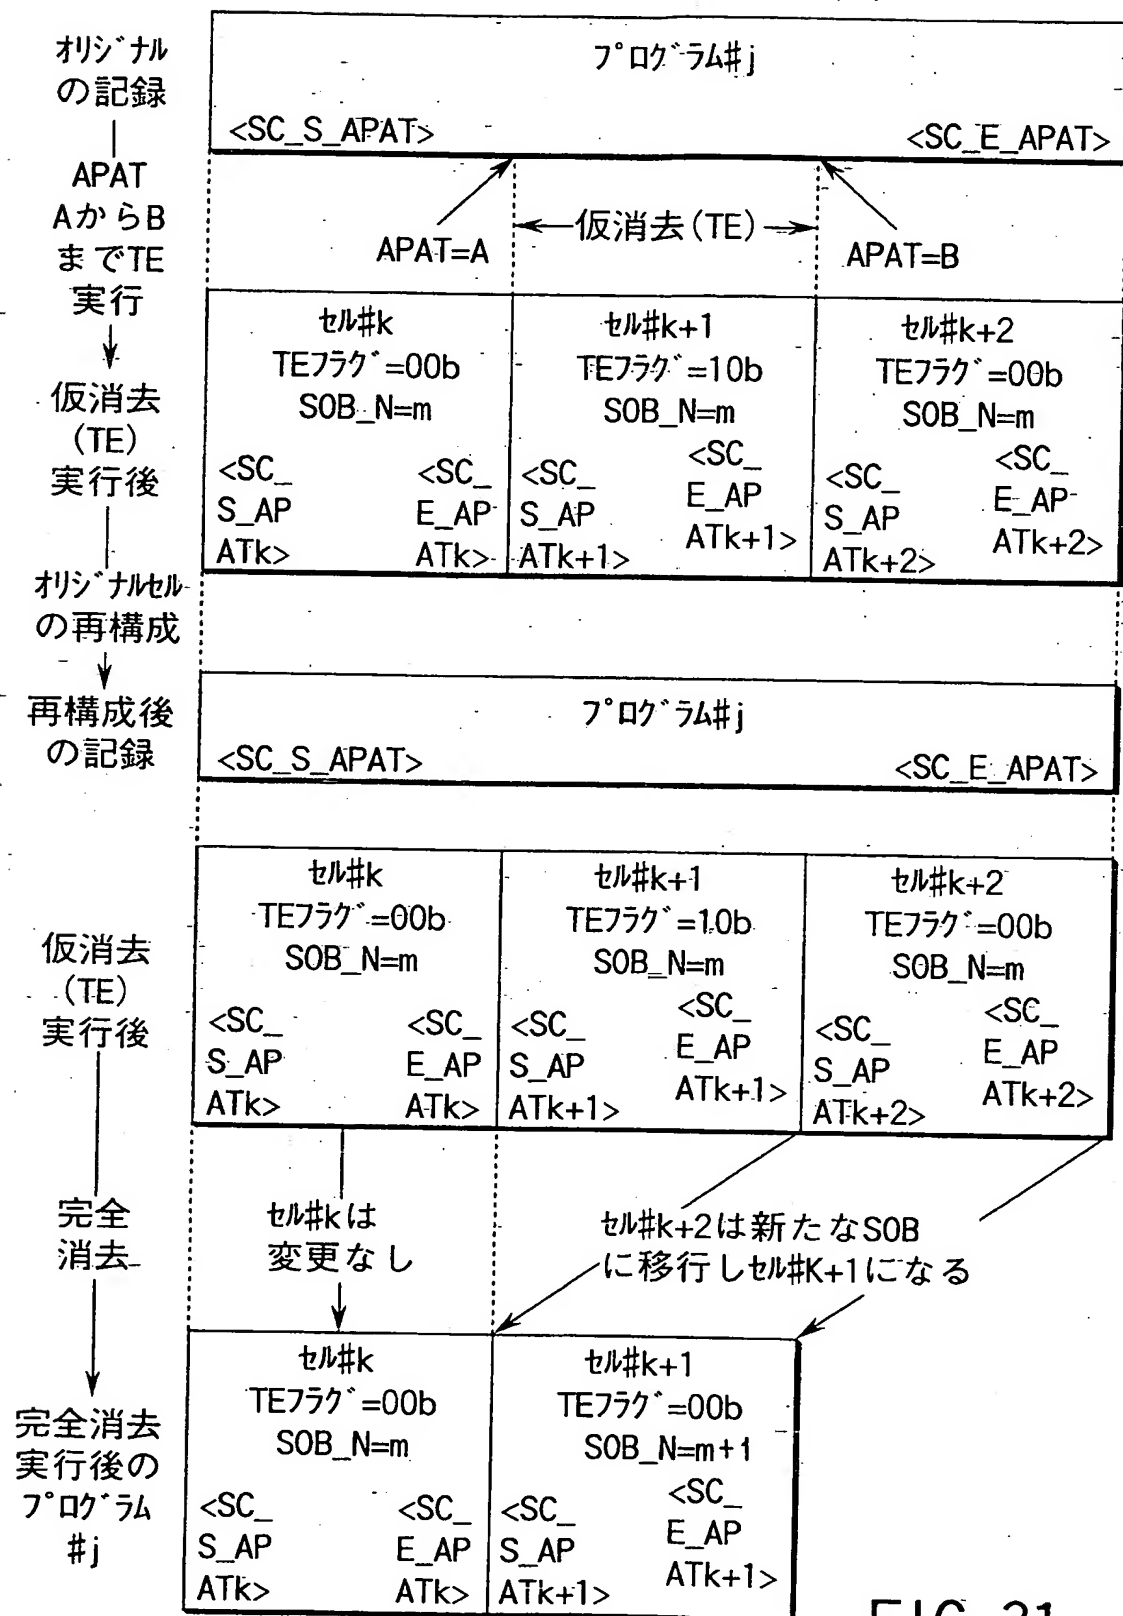 オリジナル
の記録
APAT
AからB
までTE
実行
仮消去
(TE)
実行後
オリジナルセル
の再構成
再構成後
の記録
仮消去
(TE)
実行後
完全
消去
完全消去
実行後の
プログラム
#j
プログラム#j
<SC_S_APAT>
<SC_E_APAT>
仮消去(TE)
APAT=A
APAT=B
セル#k
TEフラグ=00b
SOB_N=m
<SC_
S_AP
ATk>
<SC_
E_AP
ATk>
セル#k+1
TEフラグ=10b
SOB_N=m
<SC_
S_AP
ATk+1>
<SC_
E_AP
ATk+1>
セル#k+2
TEフラグ=00b
SOB_N=m
<SC_
S_AP
ATk+2>
<SC_
E_AP
ATk+2>
プログラム#j
<SC_S_APAT>
<SC_E_APAT>
セル#k
TEフラグ=00b
SOB_N=m
<SC_
S_AP
ATk>
<SC_
E_AP
ATk>
セル#k+1
TEフラグ=10b
SOB_N=m
<SC_
S_AP
ATk+1>
<SC_
E_AP
ATk+1>
セル#k+2
TEフラグ=00b
SOB_N=m
<SC_
S_AP
ATk+2>
<SC_
E_AP
ATk+2>
セル#kは
変更なし
セル#k+2は新たなSOB
に移行しセル#K+1になる
セル#k
TEフラグ=00b
SOB_N=m
<SC_
S_AP
ATk>
<SC_
E_AP
ATk>
セル#k+1
TEフラグ=00b
SOB_N=m+1
<SC_
S_AP
ATk+1>
<SC_
E_AP
ATk+1>